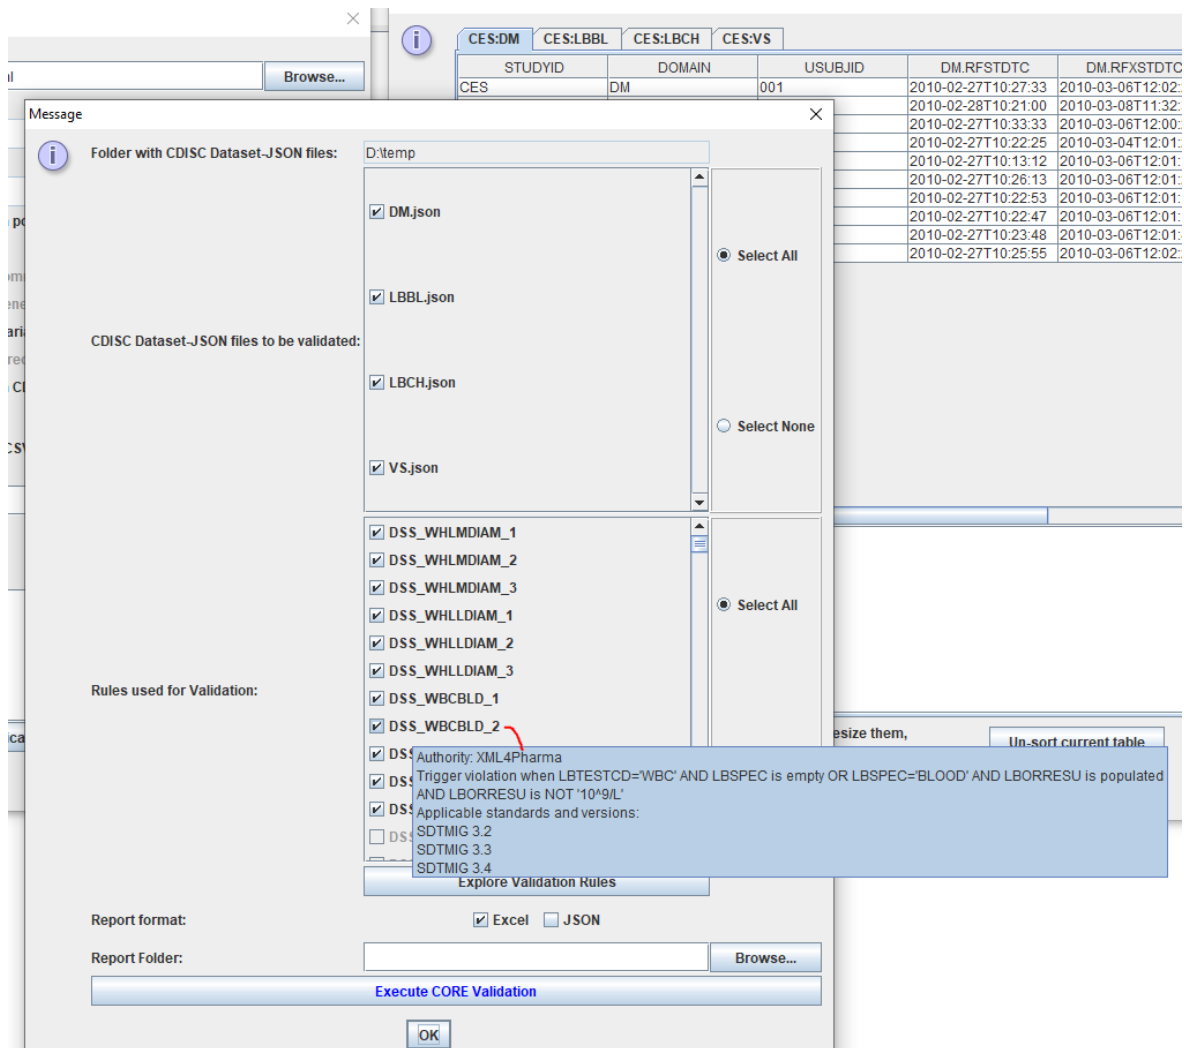 CES:DM CES:LBBL CES:LBCH CES:VS
STUDYID DOMAIN USUBJID DM.RFSTDTC DM.RFXSTDTC
CES DM 001 2010-02-27T10:27:33 2010-03-06T12:02:
2010-02-28T10:21:00 2010-03-08T11:32:
2010-02-27T10:33:33 2010-03-06T12:00:
2010-02-27T10:22:25 2010-03-04T12:01:
2010-02-27T10:13:12 2010-03-06T12:01:
2010-02-27T10:26:13 2010-03-06T12:01:
2010-02-27T10:22:53 2010-03-06T12:01:
2010-02-27T10:22:47 2010-03-06T12:01:
2010-02-27T10:23:48 2010-03-06T12:01:
2010-02-27T10:25:55 2010-03-06T12:02:
Browse...
Message
Folder with CDISC Dataset-JSON files: D:\temp
DM.json
Select All
LBBL.json
CDISC Dataset-JSON files to be validated:
LBCH.json
Select None
VS.json
DSS_WHLMDIAM_1
DSS_WHLMDIAM_2
DSS_WHLMDIAM_3
Select All
DSS_WHLLDIAM_1
DSS_WHLLDIAM_2
DSS_WHLLDIAM_3
Rules used for Validation:
DSS_WBCBLD_1
DSS_WBCBLD_2
esize them,
Un-sort current table
Authority: XML4Pharma
Trigger violation when LBTESTCD='WBC' AND LBSPEC is empty OR LBSPEC='BLOOD' AND LBORRESU is populated
AND LBORRESU is NOT '10^9/L'
Applicable standards and versions:
SDTMIG 3.2
SDTMIG 3.3
SDTMIG 3.4
Explore Validation Rules
Report format: Excel JSON
Report Folder: Browse...
Execute CORE Validation
OK